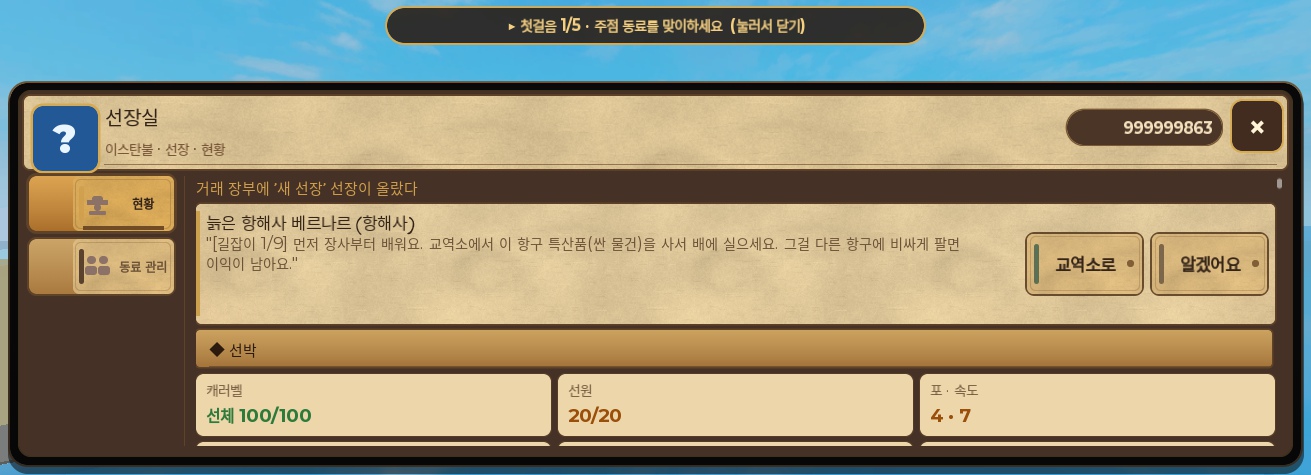 ▸ 첫걸음 1/5 · 주점 동료를 맞이하세요 (눌러서 닫기)
?
선장실
999999863
×
이스탄불 · 선장 · 현황
현황
동료 관리
거래 장부에 '새 선장' 선장이 올랐다
늙은 항해사 베르나르 (항해사)
"[길잡이 1/9] 먼저 장사부터 배워요. 교역소에서 이 항구 특산품(싼 물건)을 사서 배에 실으세요. 그걸 다른 항구에 비싸게 팔면
이익이 남아요."
교역소로
알겠어요
◆ 선박
캐러벨
선체 100/100
선원
20/20
포 · 속도
4 · 7